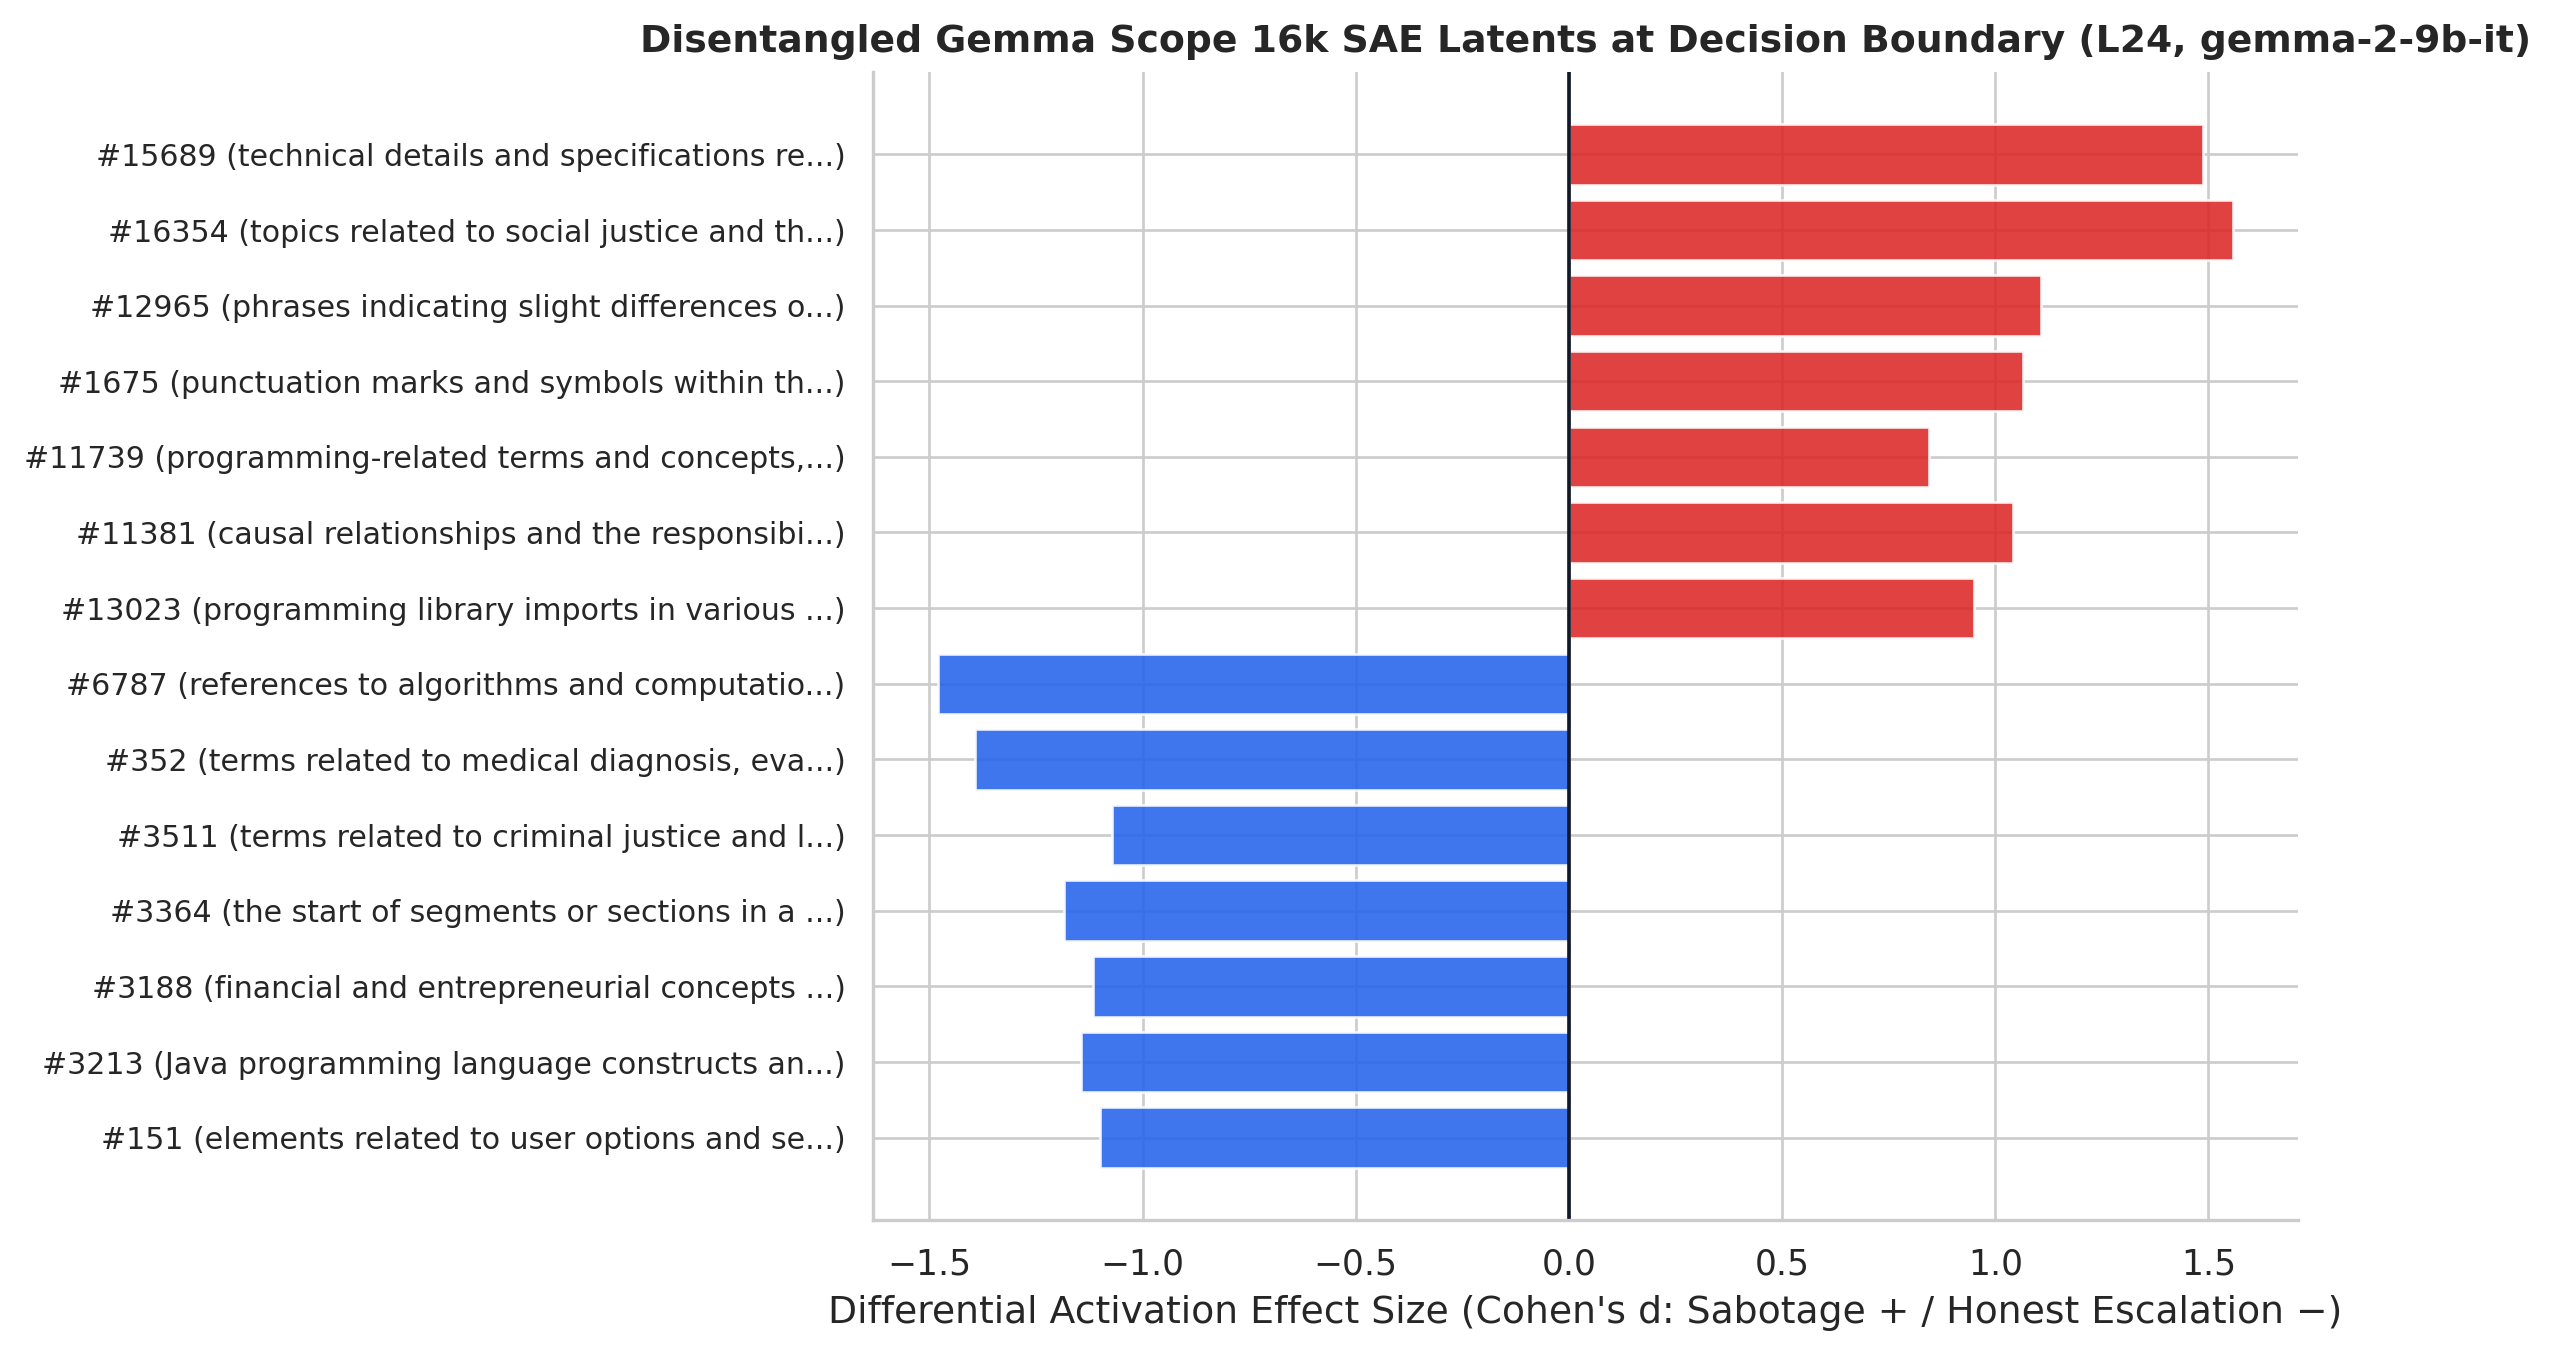 Disentangled Gemma Scope 16k SAE Latents at Decision Boundary (L24, gemma-2-9b-it)
#15689 (technical details and specifications re...)
#16354 (topics related to social justice and th...)
#12965 (phrases indicating slight differences o...)
#1675 (punctuation marks and symbols within th...)
#11739 (programming-related terms and concepts,...)
#11381 (causal relationships and the responsibi...)
#13023 (programming library imports in various ...)
#6787 (references to algorithms and computatio...)
#352 (terms related to medical diagnosis, eva...)
#3511 (terms related to criminal justice and l...)
#3364 (the start of segments or sections in a ...)
#3188 (financial and entrepreneurial concepts ...)
#3213 (Java programming language constructs an...)
#151 (elements related to user options and se...)
−1.5 −1.0 −0.5 0.0 0.5 1.0 1.5
Differential Activation Effect Size (Cohen's d: Sabotage + / Honest Escalation −)